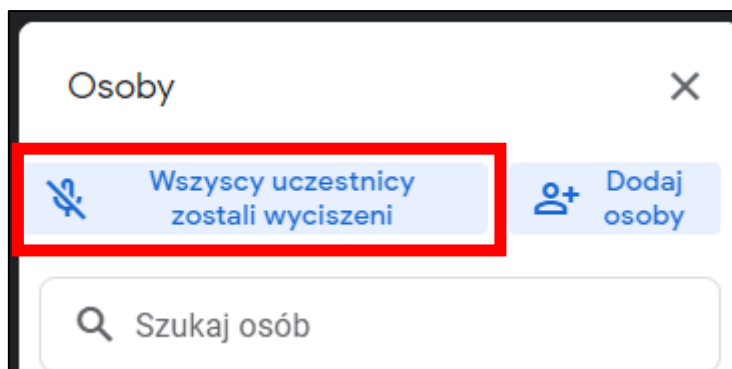 Osoby
Wszyscy uczestnicy
zostali wyciszeni
Dodaj
osoby
Szukaj osób